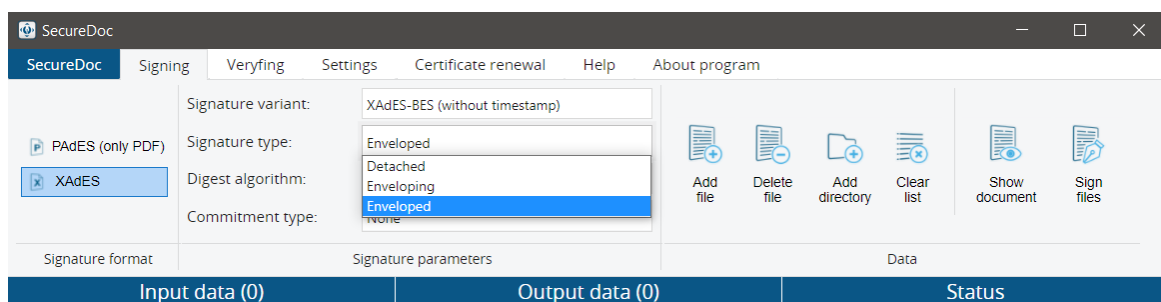 SecureDoc
SecureDoc Signing Veryfing Settings Certificate renewal Help About program
Signature variant: XAdES-BES (without timestamp)
PAdES (only PDF)
XAdES
Signature type: Enveloped
Detached
Enveloping
Enveloped
Digest algorithm:
Commitment type: None
Add file
Delete file
Add directory
Clear list
Show document
Sign files
Signature format Signature parameters Data
Input data (0) Output data (0) Status